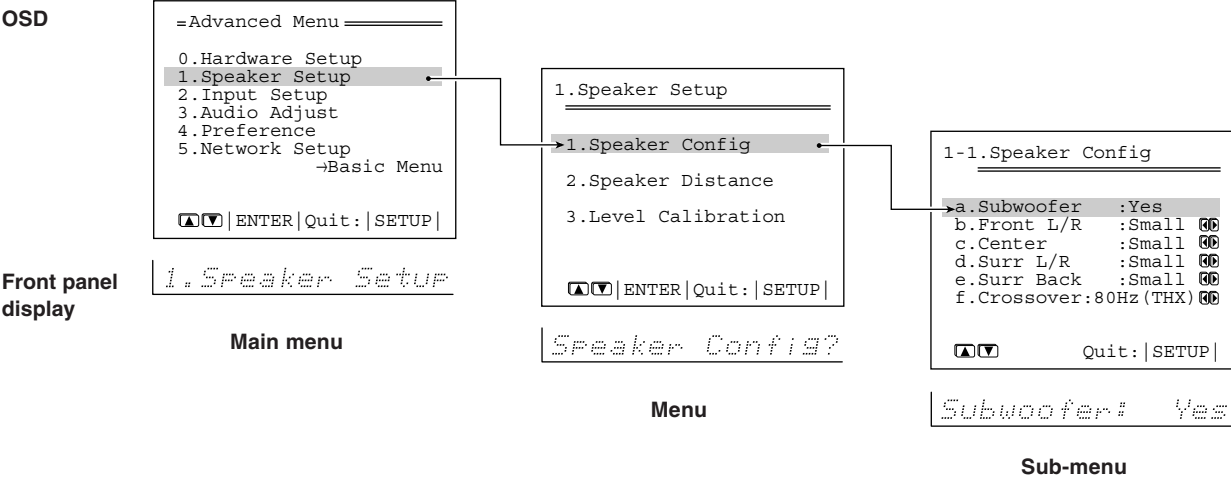 OSD
=Advanced Menu
0.Hardware Setup
1.Speaker Setup
2.Input Setup
3.Audio Adjust
4.Preference
5.Network Setup
→Basic Menu
▲▼|ENTER|Quit:|SETUP|
Front panel
display
1.Speaker Setup
Main menu
1.Speaker Setup
1.Speaker Config
2.Speaker Distance
3.Level Calibration
▲▼|ENTER|Quit:|SETUP|
Speaker Config?
Menu
1-1.Speaker Config
a.Subwoofer :Yes
b.Front L/R :Small
c.Center :Small
d.Surr L/R :Small
e.Surr Back :Small
f.Crossover:80Hz(THX)
▲▼ Quit:|SETUP|
Subwoofer: Yes
Sub-menu